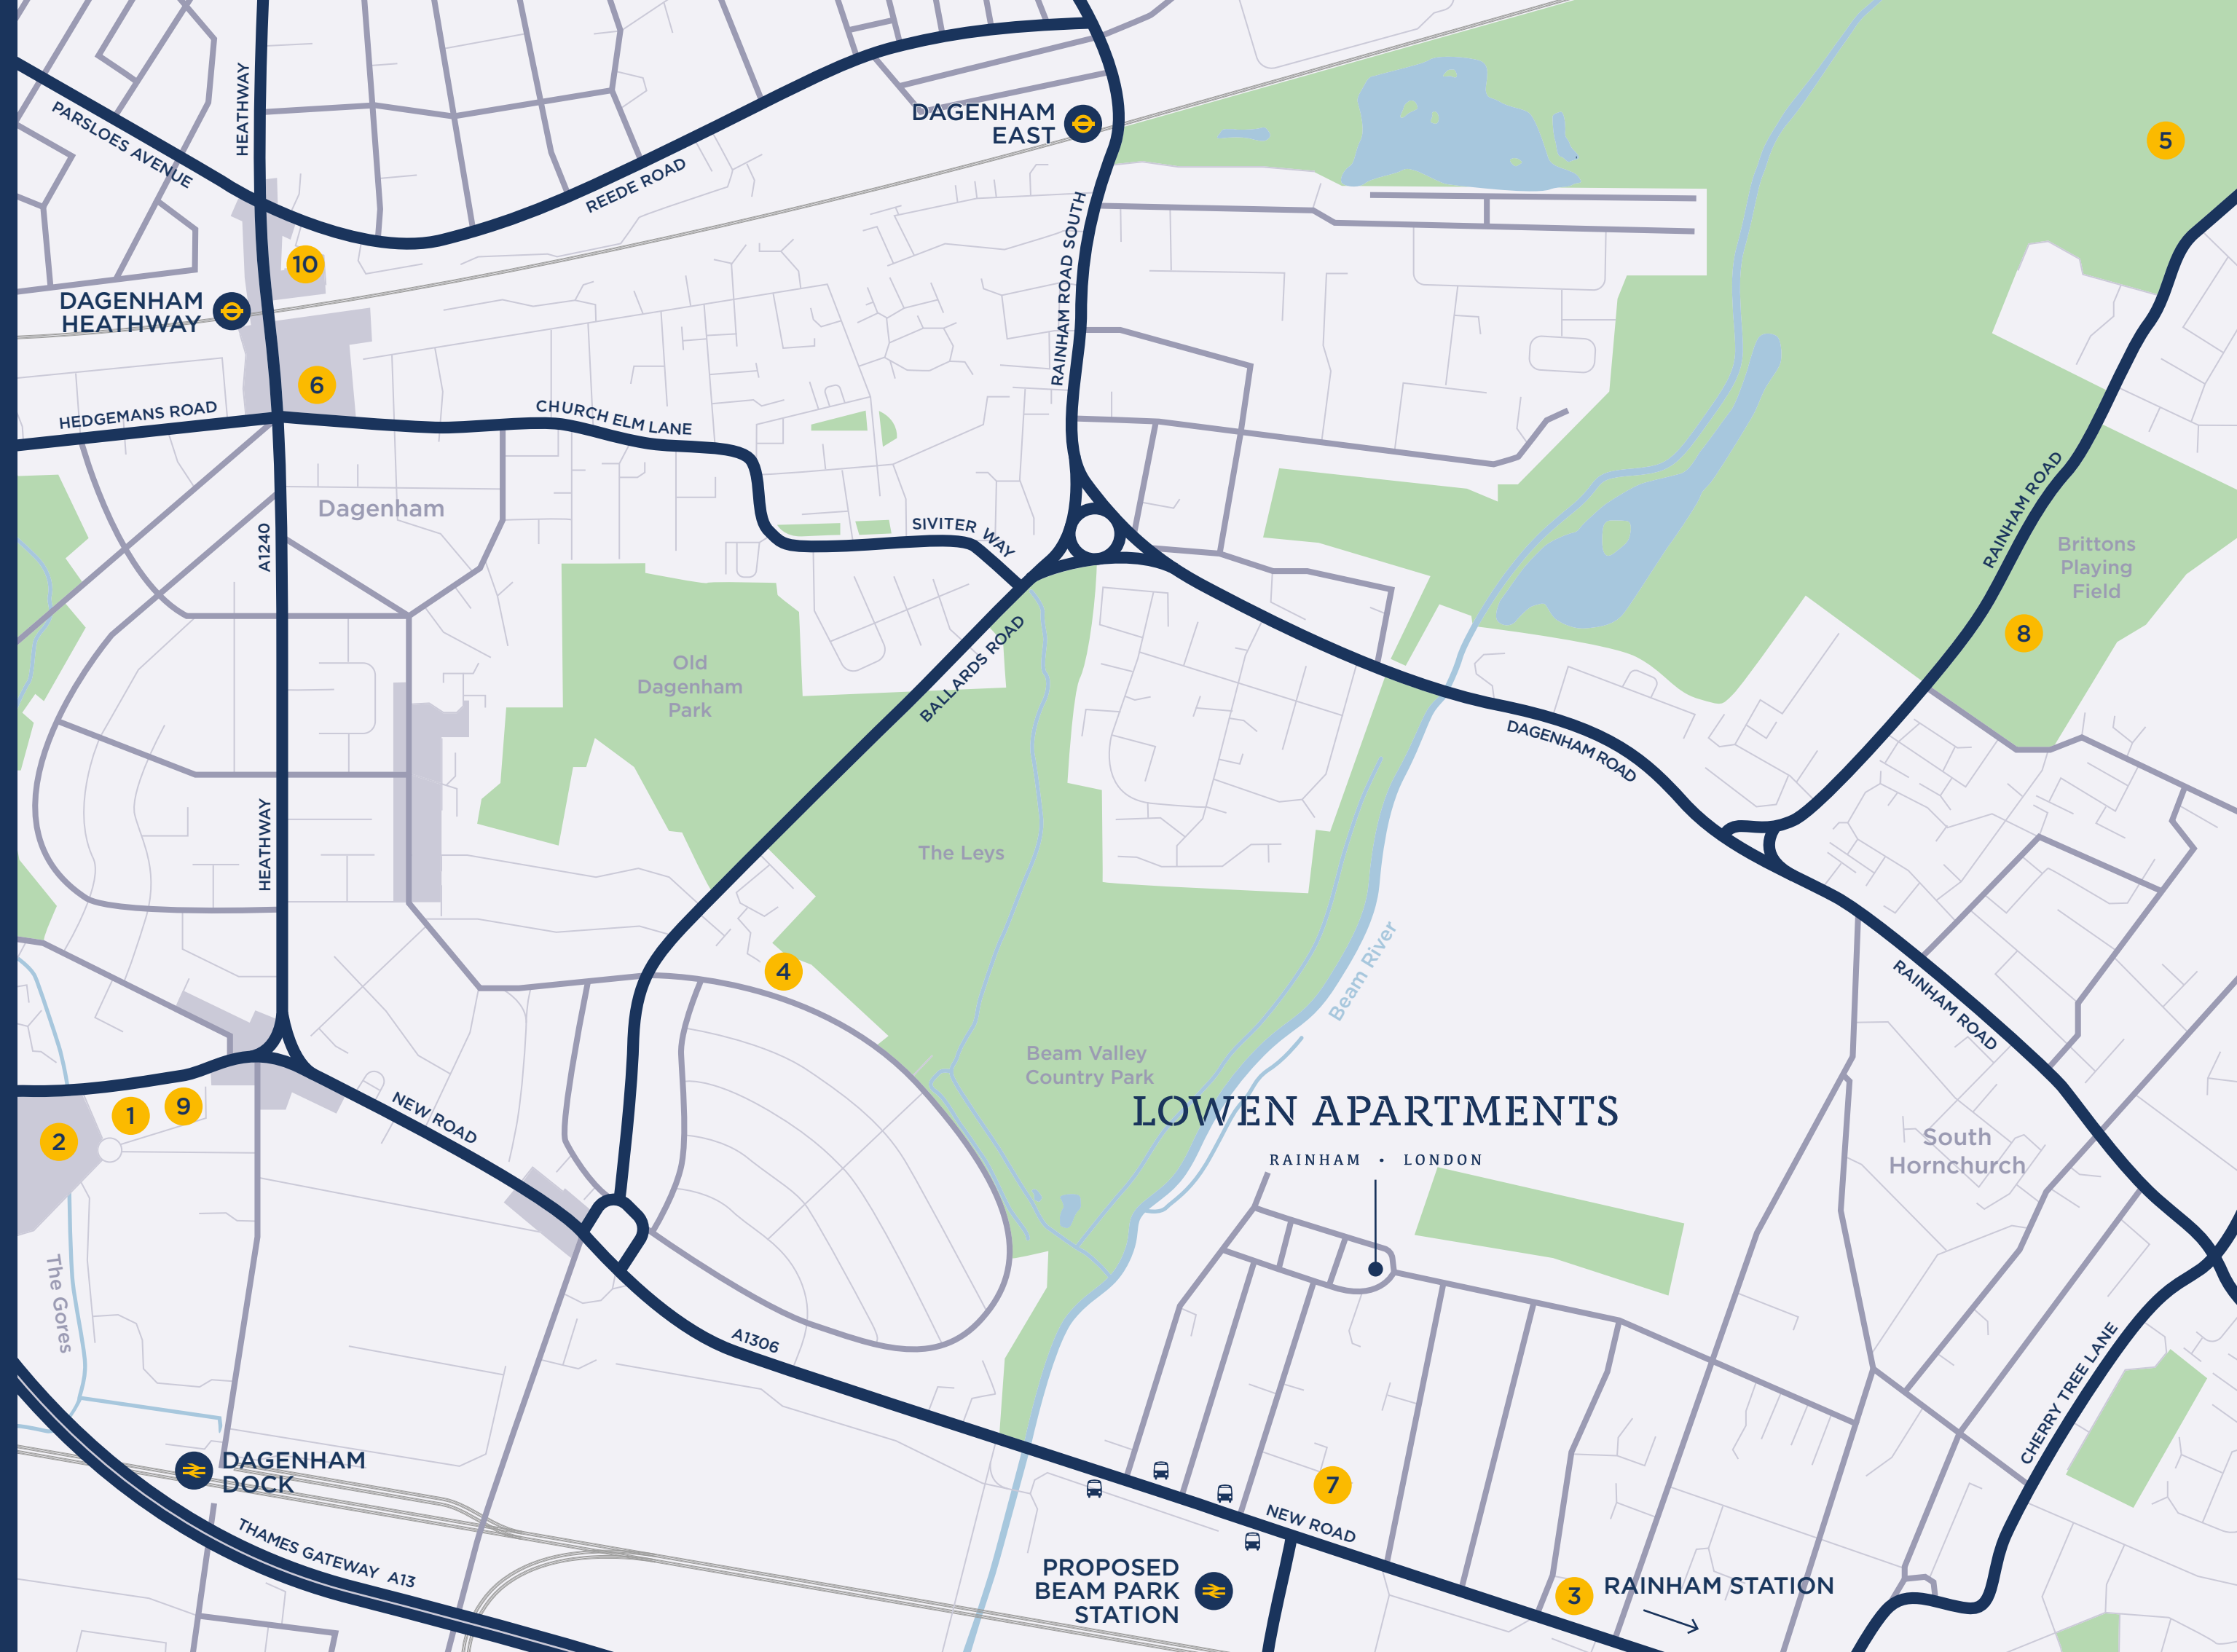 HEATHWAY
PARSLOES AVENUE
REEDE ROAD
DAGENHAM
EAST
5
RAINHAM ROAD SOUTH
10
DAGENHAM
HEATHWAY
6
HEDGEMANS ROAD
CHURCH ELM LANE
Dagenham
A1240
SIVITER WAY
RAINHAM ROAD
Brittons
Playing
Field
8
Old
Dagenham
Park
BALLARDS ROAD
DAGENHAM ROAD
HEATHWAY
The Leys
4
Beam River
RAINHAM ROAD
Beam Valley
Country Park
LOWEN APARTMENTS
RAINHAM • LONDON
1
9
2
NEW ROAD
South
Hornchurch
The Gores
A1306
CHERRY TREE LANE
DAGENHAM
DOCK
7
NEW ROAD
THAMES GATEWAY A13
PROPOSED
BEAM PARK
STATION
3
RAINHAM STATION